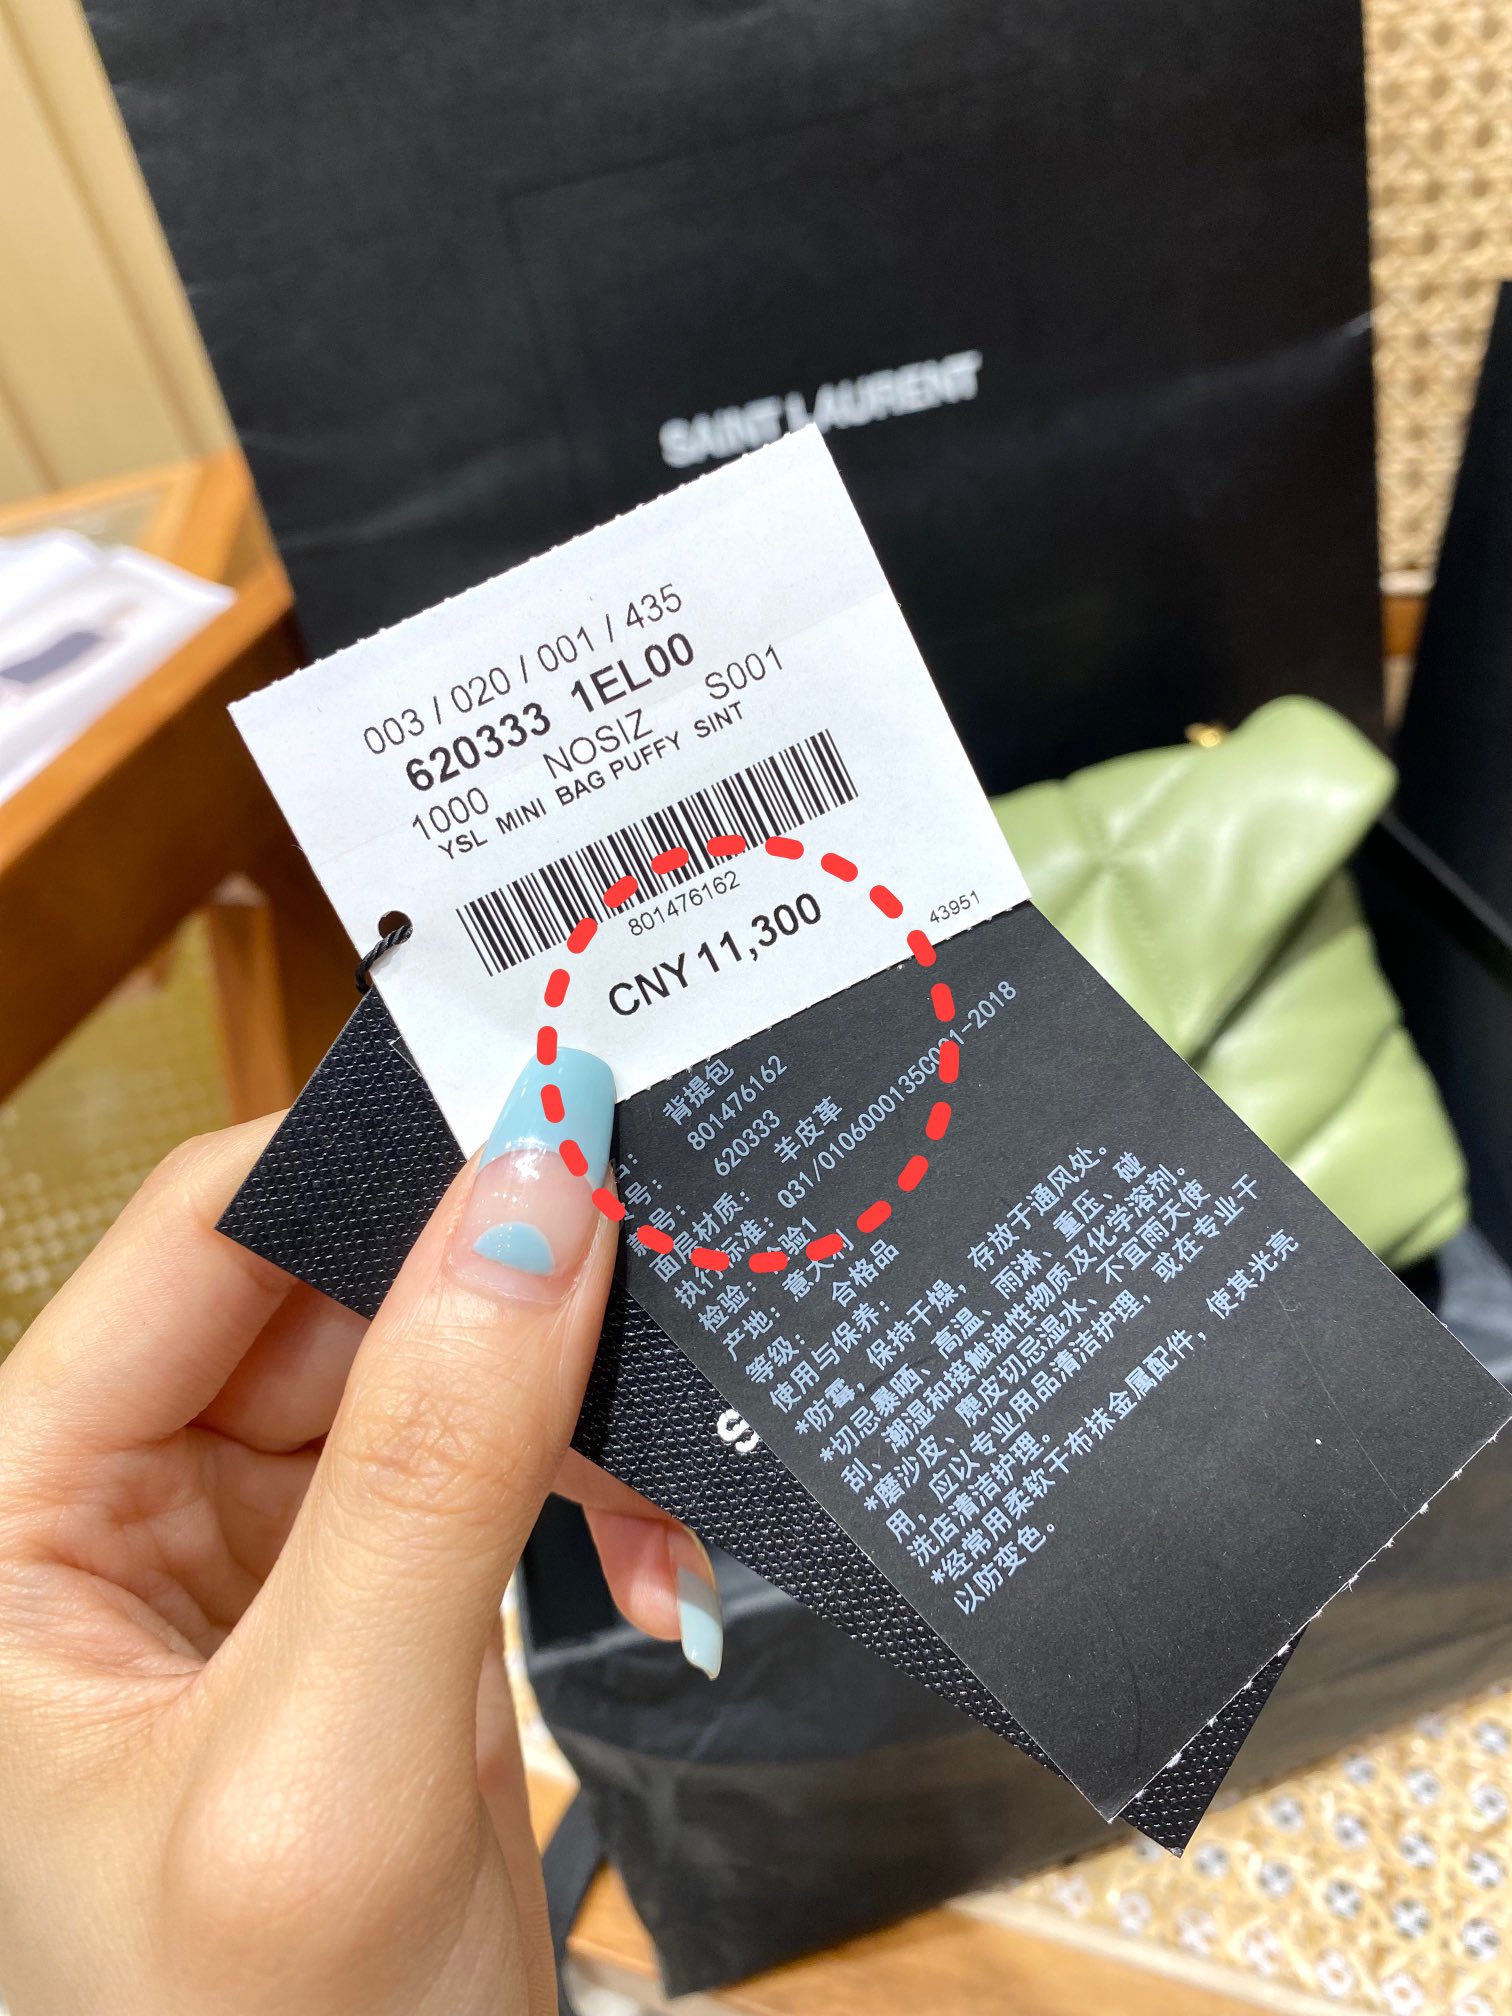 SAINT LAURENT
003 / 020 / 001 / 435
620333 1EL00
1000 NOSIZ S001
YSL MINI BAG PUFFY SINT
801476162
43951
CNY 11,300
背提包
801476162
号: 620333
面层材质: 羊皮革
执行标准: Q31/0106000135C001-2018
检验: 验1
产地: 意大利
等级: 合格品
使用与保养:
*防霉，保持干燥，存放于通风处。
*切忌暴晒、高温、雨淋、重压、碰
刮、潮湿和接触油性物质及化学溶剂。
*磨沙皮、麂皮切忌湿水、不宜雨天使
用，应以专业用品清洁护理，或在专业干
洗店清洁护理。
*经常用柔软干布抹金属配件，使其光亮
以防变色。
S